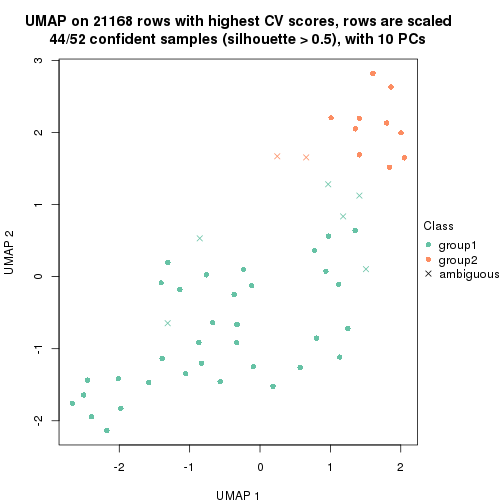 UMAP on 21168 rows with highest CV scores, rows are scaled
44/52 confident samples (silhouette > 0.5), with 10 PCs
3
2
1
0
-1
-2
UMAP 2
-2
-1
0
1
2
UMAP 1
Class
group1
group2
ambiguous